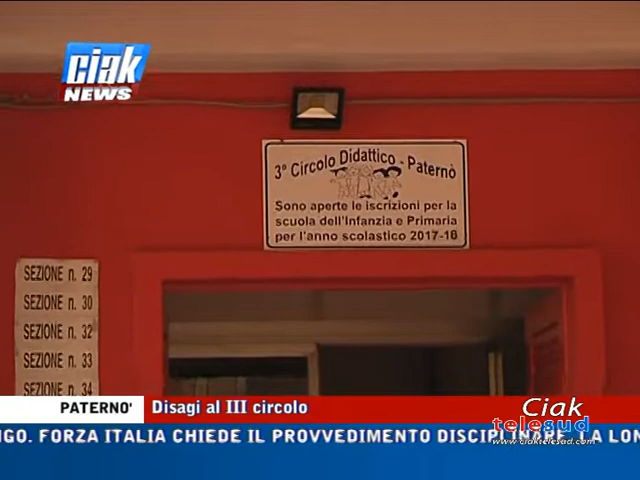 ciak
NEWS
3° Circolo Didattico - Paternò
Sono aperte le iscrizioni per la
scuola dell'Infanzia e Primaria
per l'anno scolastico 2017-18
SEZIONE n. 29
SEZIONE n. 30
SEZIONE n. 32
SEZIONE n. 33
SEZIONE n. 34
PATERNO' Disagi al III circolo
Ciak
telesud
www.ciaktelesud.com
FORZA ITALIA CHIEDE IL PROVVEDIMENTO DISCIPLINARE. LA